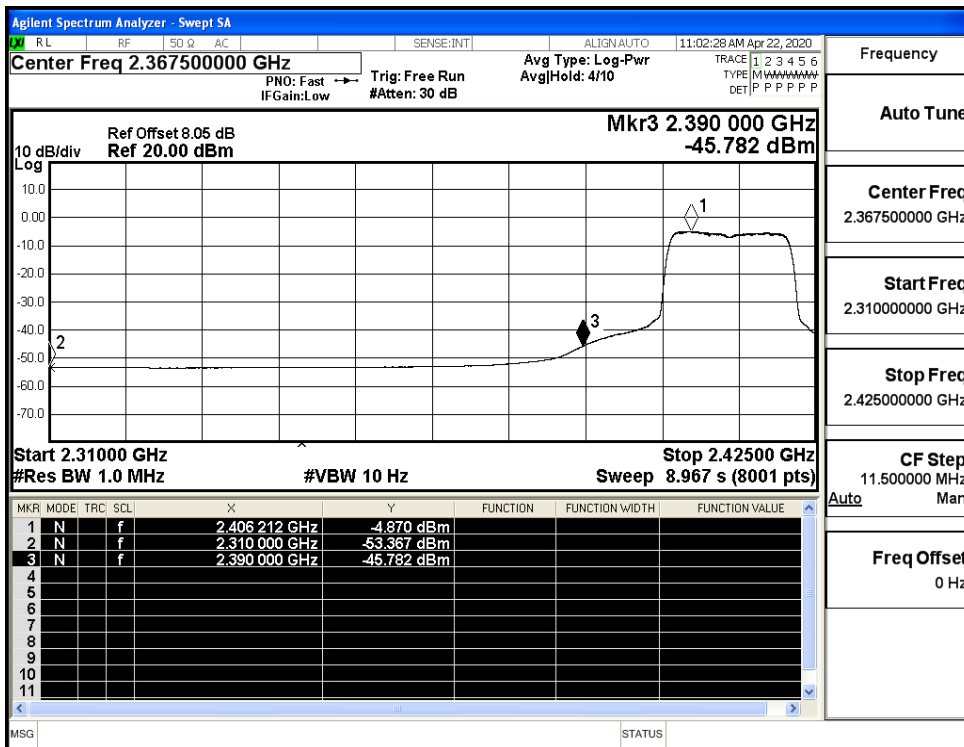 Agilent Spectrum Analyzer - Swept SA
LXI RL RF 50 Ω AC SENSE:INT ALIGN AUTO 11:02:28 AM Apr 22, 2020
Center Freq 2.367500000 GHz
PNO: Fast
IFGain:Low
Trig: Free Run
#Atten: 30 dB
Avg Type: Log-Pwr
Avg|Hold: 4/10
TRACE 1 2 3 4 5 6
TYPE M WWWWW
DET P P P P P P
Ref Offset 8.05 dB
10 dB/div Ref 20.00 dBm
Log
Mkr3 2.390 000 GHz
-45.782 dBm
10.0
0.00
-10.0
-20.0
-30.0
-40.0
-50.0
-60.0
-70.0
1
2
3
Start 2.31000 GHz Stop 2.42500 GHz
#Res BW 1.0 MHz #VBW 10 Hz Sweep 8.967 s (8001 pts)
MKR MODE TRC SCL X Y FUNCTION FUNCTION WIDTH FUNCTION VALUE
1 N f 2.406 212 GHz -4.870 dBm
2 N f 2.310 000 GHz -53.367 dBm
3 N f 2.390 000 GHz -45.782 dBm
4
5
6
7
8
9
10
11
MSG STATUS
Frequency
Auto Tune
Center Freq
2.367500000 GHz
Start Freq
2.310000000 GHz
Stop Freq
2.425000000 GHz
CF Step
11.500000 MHz
Auto Man
Freq Offset
0 Hz